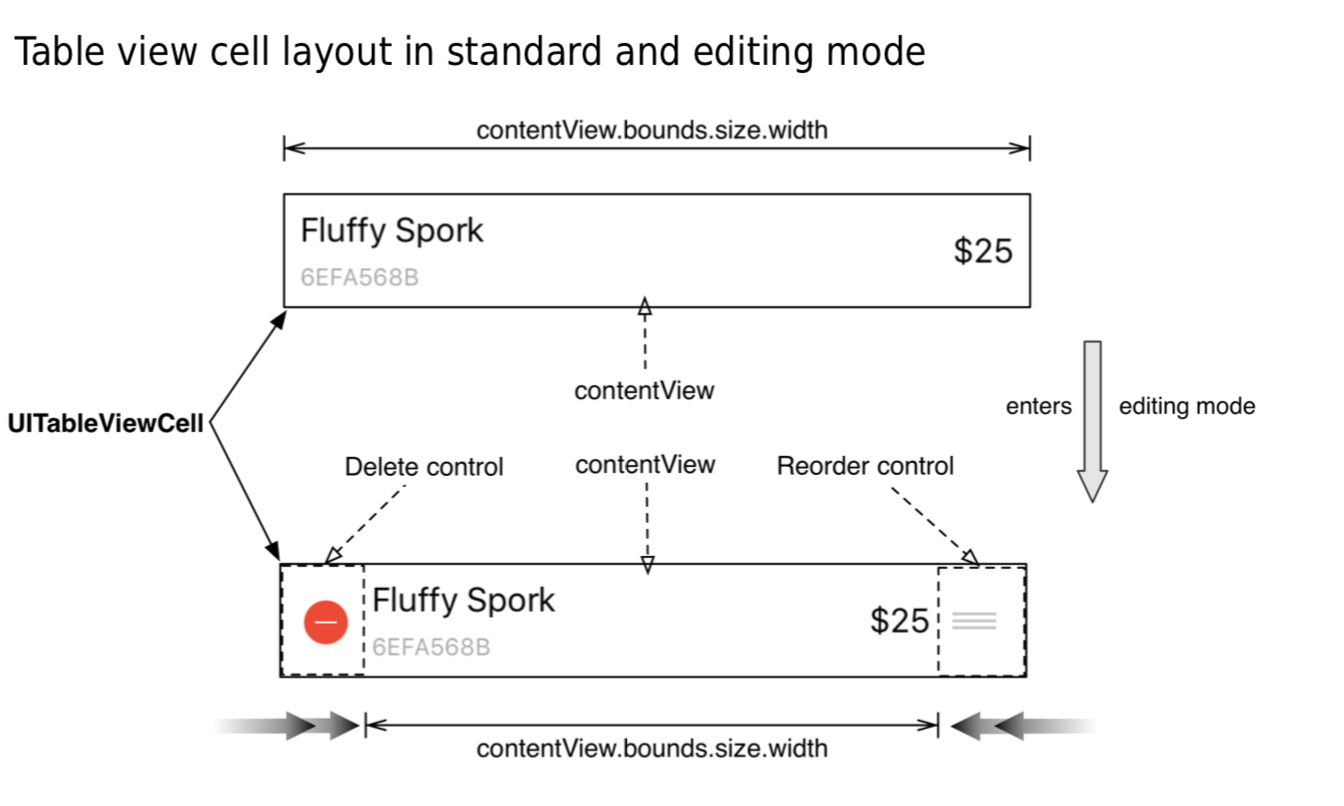 Table view cell layout in standard and editing mode
contentView.bounds.size.width
Fluffy Spork
$25
6EFA568B
contentView
enters editing mode
UITableViewCell
Delete control contentView Reorder control
Fluffy Spork
$25
6EFA568B
contentView.bounds.size.width